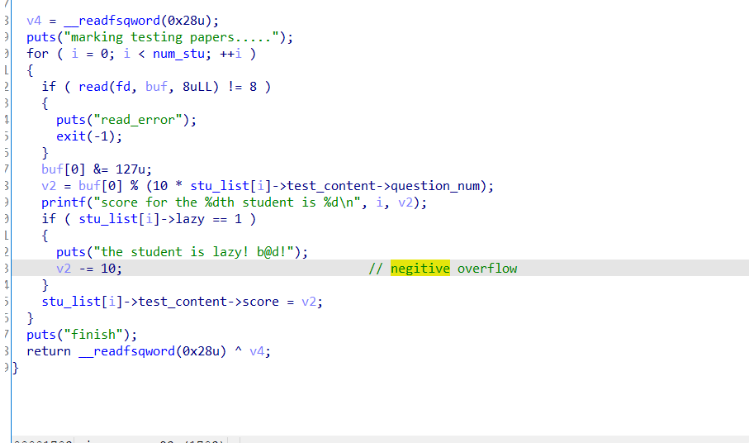 v4 = __readfsqword(0x28u);
puts("marking testing papers.....");
for ( i = 0; i < num_stu; ++i )
{
if ( read(fd, buf, 8uLL) != 8 )
{
puts("read_error");
exit(-1);
}
buf[0] &= 127u;
v2 = buf[0] % (10 * stu_list[i]->test_content->question_num);
printf("score for the %dth student is %d\n", i, v2);
if ( stu_list[i]->lazy == 1 )
{
puts("the student is lazy! b@d!");
v2 -= 10; // negitive overflow
}
stu_list[i]->test_content->score = v2;
}
puts("finish");
return __readfsqword(0x28u) ^ v4;
}